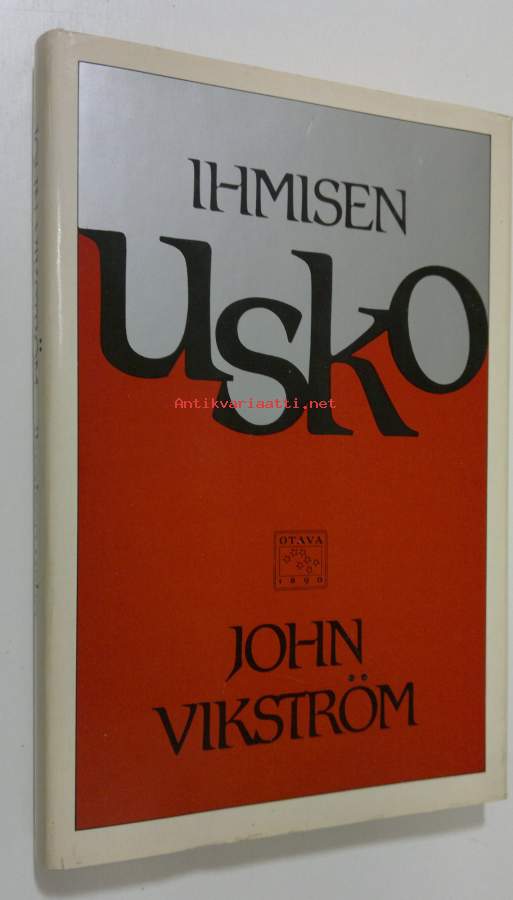 IHMISEN
usko
Antikvariaatti.net
OTAVA
1890
JOHN
VIKSTRÖM